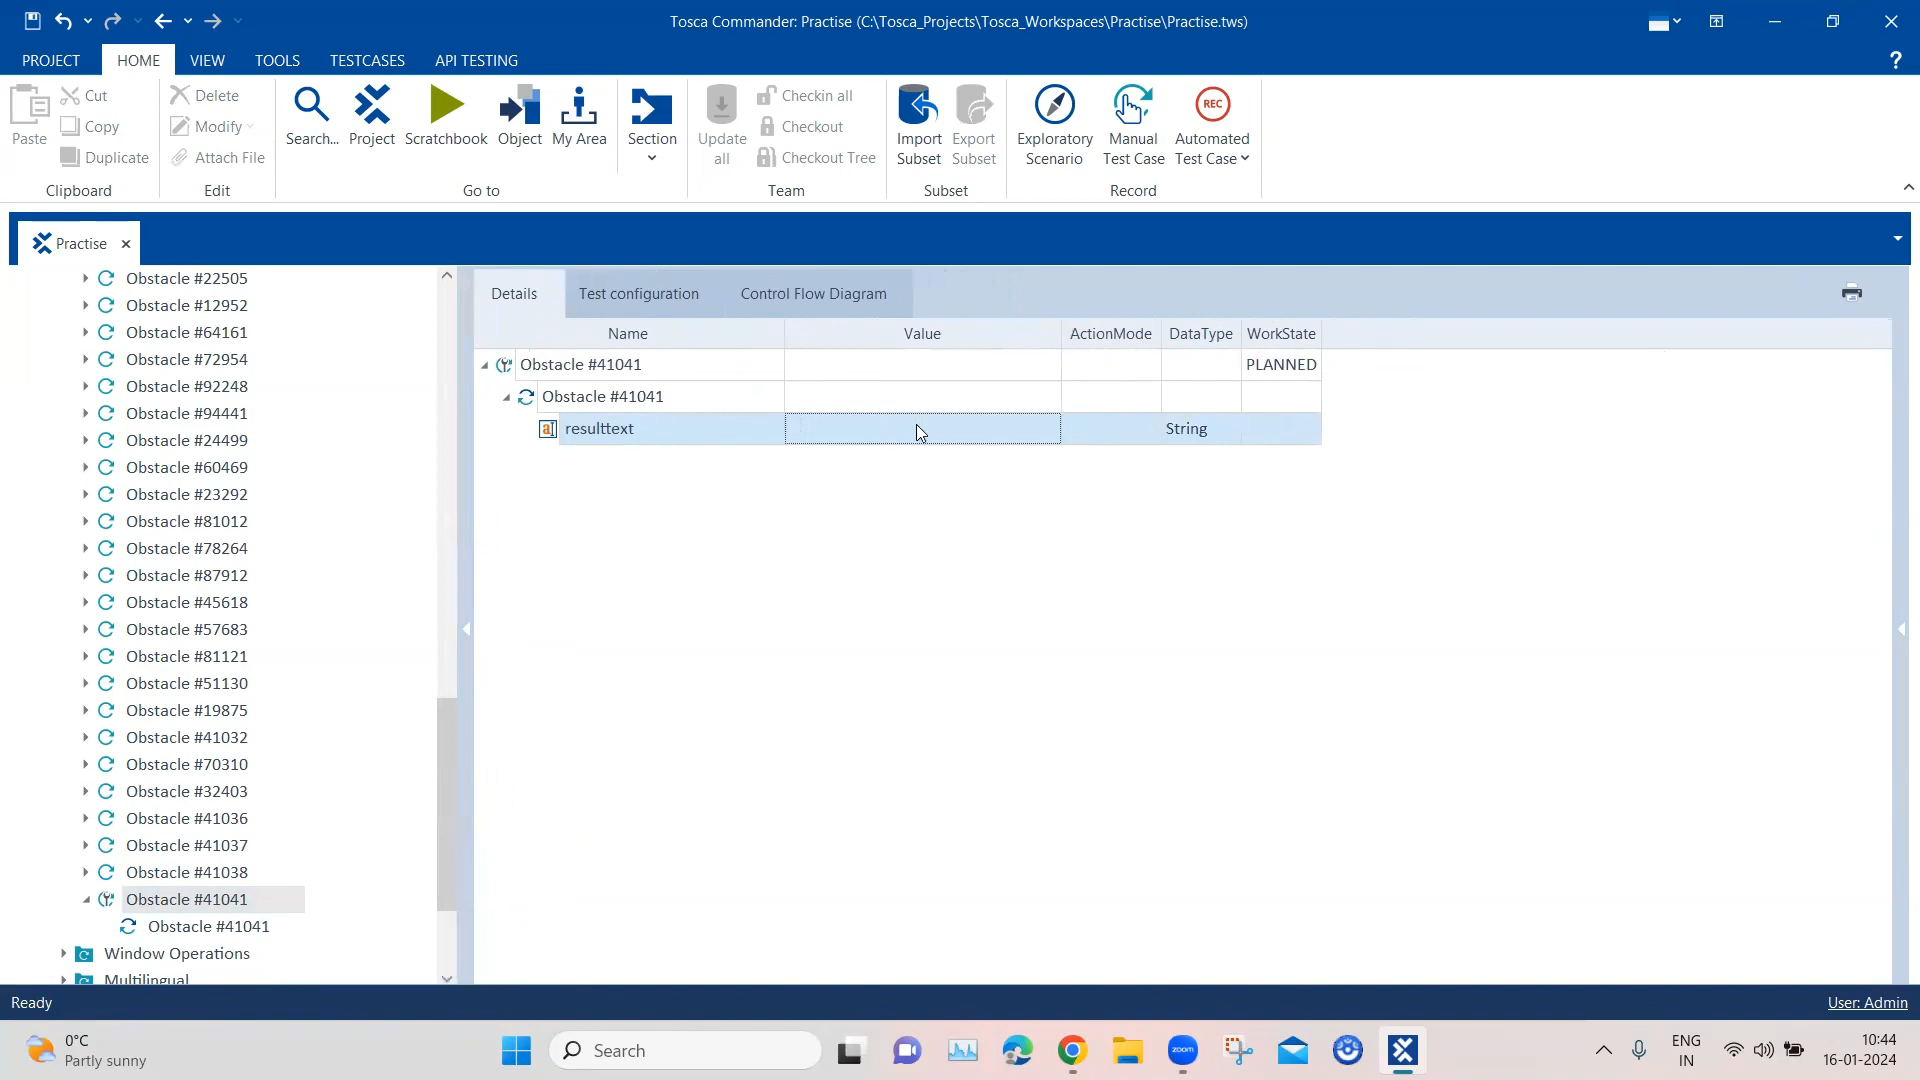 Tosca Commander: Practise (C:\Tosca_Projects\Tosca_Workspaces\Practise\Practise.tws)
PROJECT HOME VIEW TOOLS TESTCASES API TESTING ?
Paste Cut Copy Duplicate
Clipboard
Delete Modify Attach File
Edit
Search... Project Scratchbook Object My Area
Go to
Section
Update all Checkin all Checkout Checkout Tree
Team
Import Subset Export Subset
Subset
REC
Exploratory Scenario Manual Test Case Automated Test Case
Record
Practise
Obstacle #22505
Obstacle #12952
Obstacle #64161
Obstacle #72954
Obstacle #92248
Obstacle #94441
Obstacle #24499
Obstacle #60469
Obstacle #23292
Obstacle #81012
Obstacle #78264
Obstacle #87912
Obstacle #45618
Obstacle #57683
Obstacle #81121
Obstacle #51130
Obstacle #19875
Obstacle #41032
Obstacle #70310
Obstacle #32403
Obstacle #41036
Obstacle #41037
Obstacle #41038
Obstacle #41041
Obstacle #41041
Window Operations
Multilingual
Details Test configuration Control Flow Diagram
Name Value ActionMode DataType WorkState
Obstacle #41041 PLANNED
Obstacle #41041
a resulttext String
Ready User: Admin
0°C
Partly sunny
Search
zoom
ENG
IN
10:44
16-01-2024